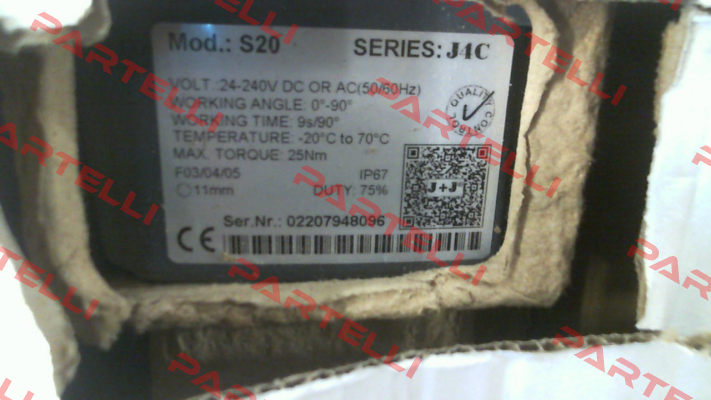 Mod.: S20 SERIES: J4C
VOLT.:24-240V DC OR AC(50/60Hz)
WORKING ANGLE: 0°-90°
WORKING TIME: 9s/90°
TEMPERATURE: -20°C to 70°C
MAX. TORQUE: 25Nm
F03/04/05 IP67
11mm DUTY: 75%
QUALITY CONTROL
J+J
Ser.Nr.: 02207948096
CE
PARTELLI
PARTELLI
PARTELLI
PARTELLI
PARTELLI
PARTELLI